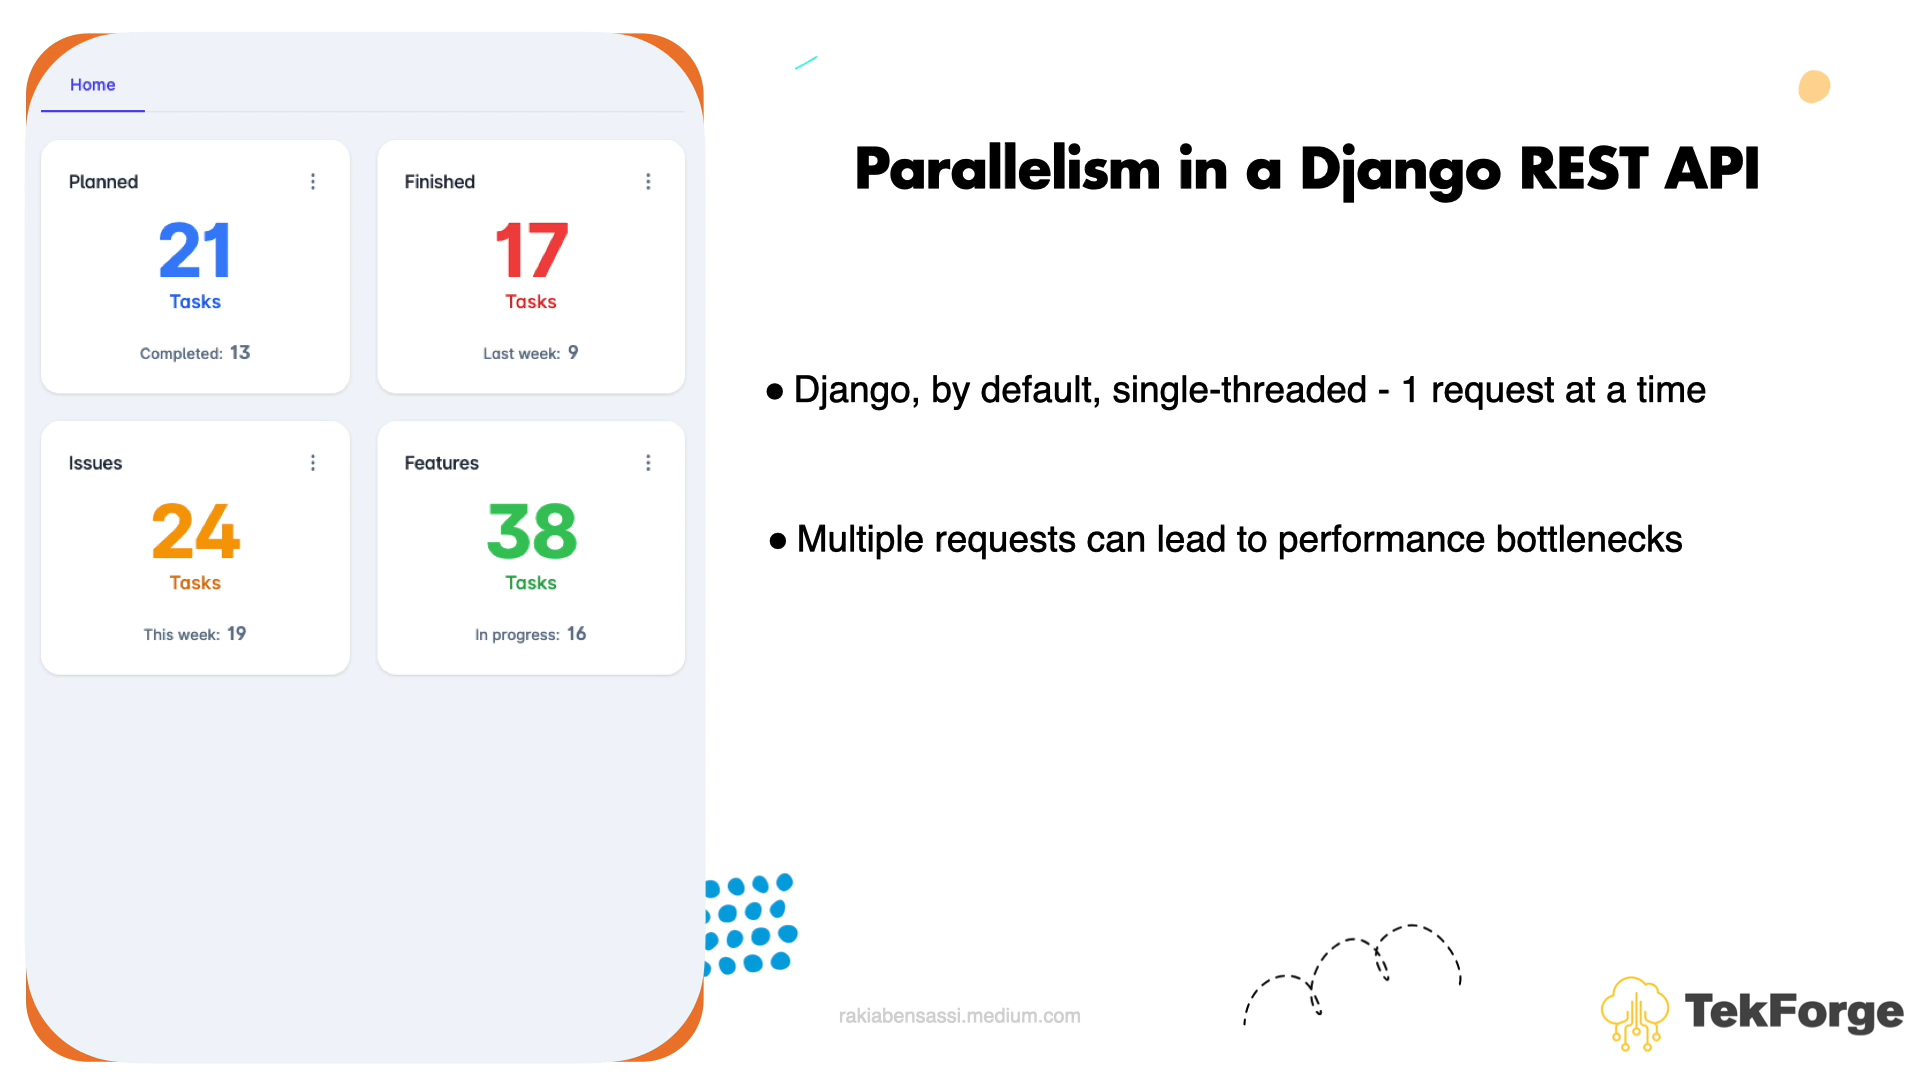 Home
Planned
21
Tasks
Completed: 13
Finished
17
Tasks
Last week: 9
Issues
24
Tasks
This week: 19
Features
38
Tasks
In progress: 16
Parallelism in a Django REST API
● Django, by default, single-threaded - 1 request at a time
● Multiple requests can lead to performance bottlenecks
rakiabensassi.medium.com
TekForge